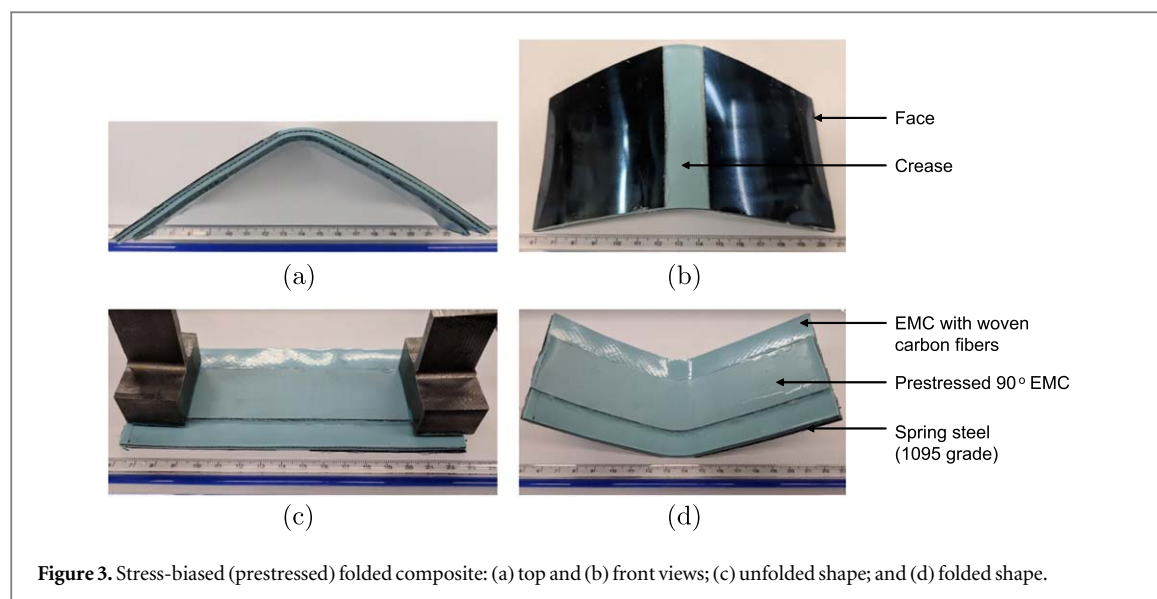 Face
Crease
(a)
(b)
EMC with woven
carbon fibers
Prestressed 90° EMC
Spring steel
(1095 grade)
(c)
(d)
Figure 3. Stress-biased (prestressed) folded composite: (a) top and (b) front views; (c) unfolded shape; and (d) folded shape.